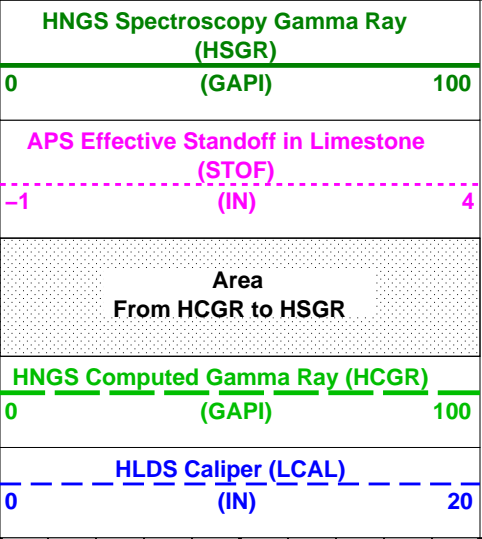 HNGS Spectroscopy Gamma Ray
(HSGR)
0 (GAPI) 100
APS Effective Standoff in Limestone
(STOF)
−1 (IN) 4
Area
From HCGR to HSGR
HNGS Computed Gamma Ray (HCGR)
0 (GAPI) 100
HLDS Caliper (LCAL)
0 (IN) 20